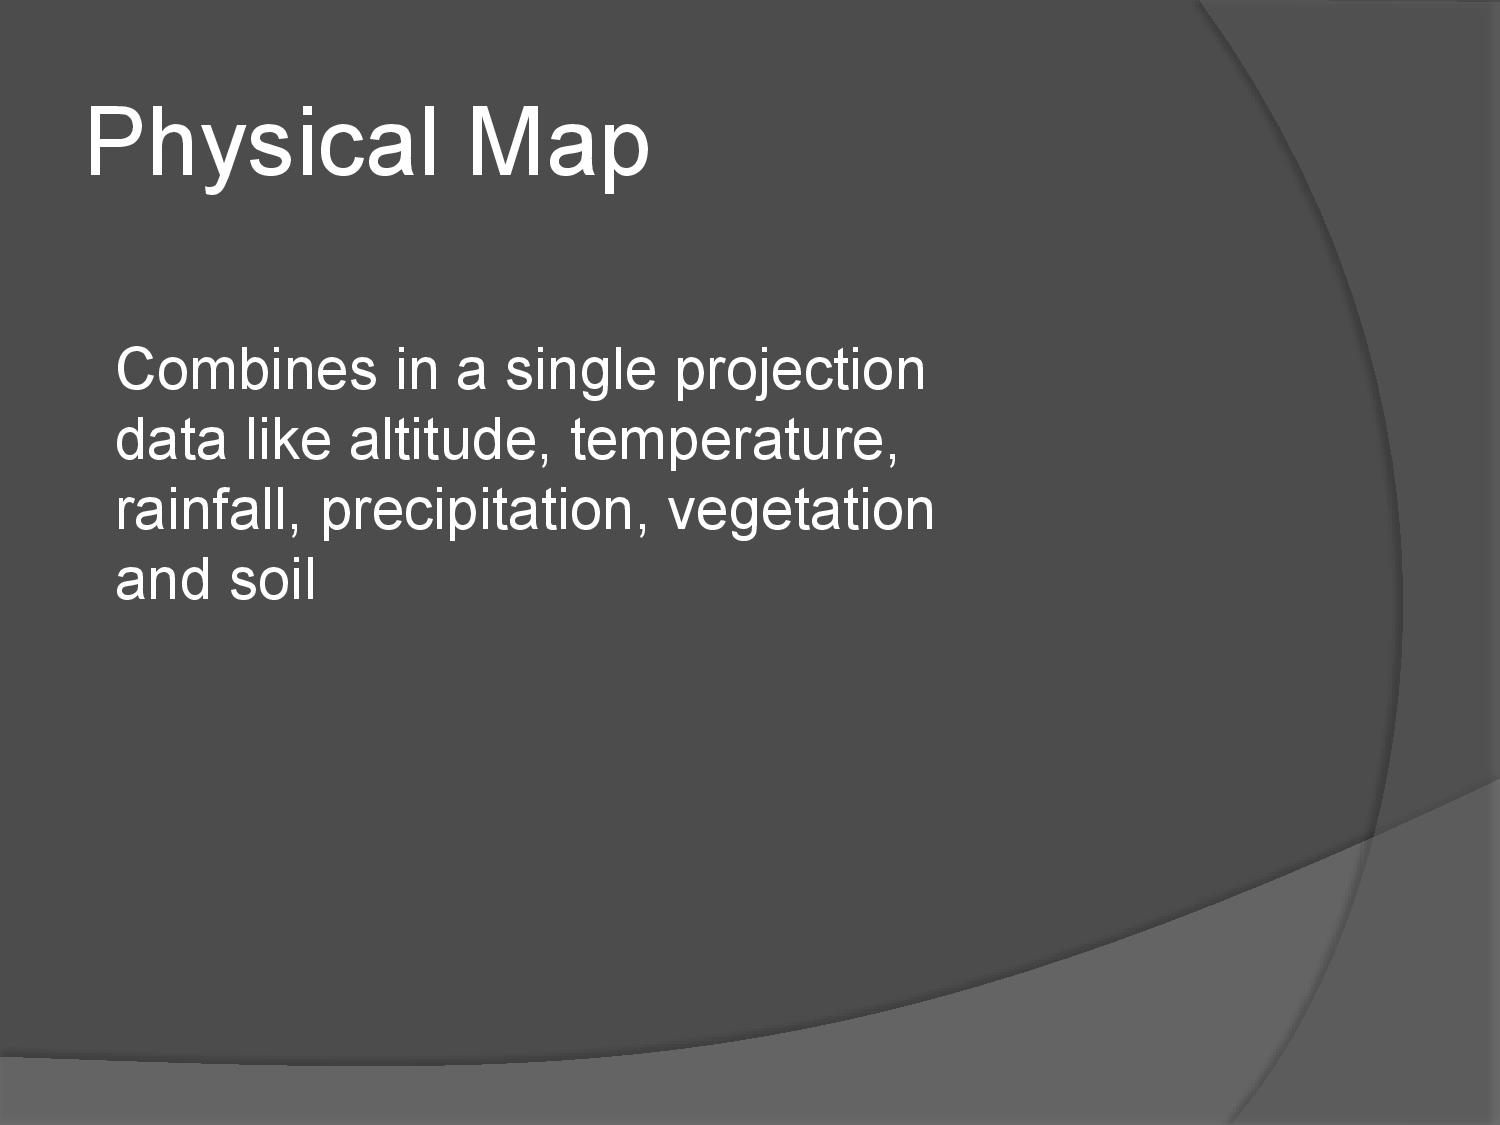 Physical Map
Combines in a single projection
data like altitude, temperature,
rainfall, precipitation, vegetation
and soil